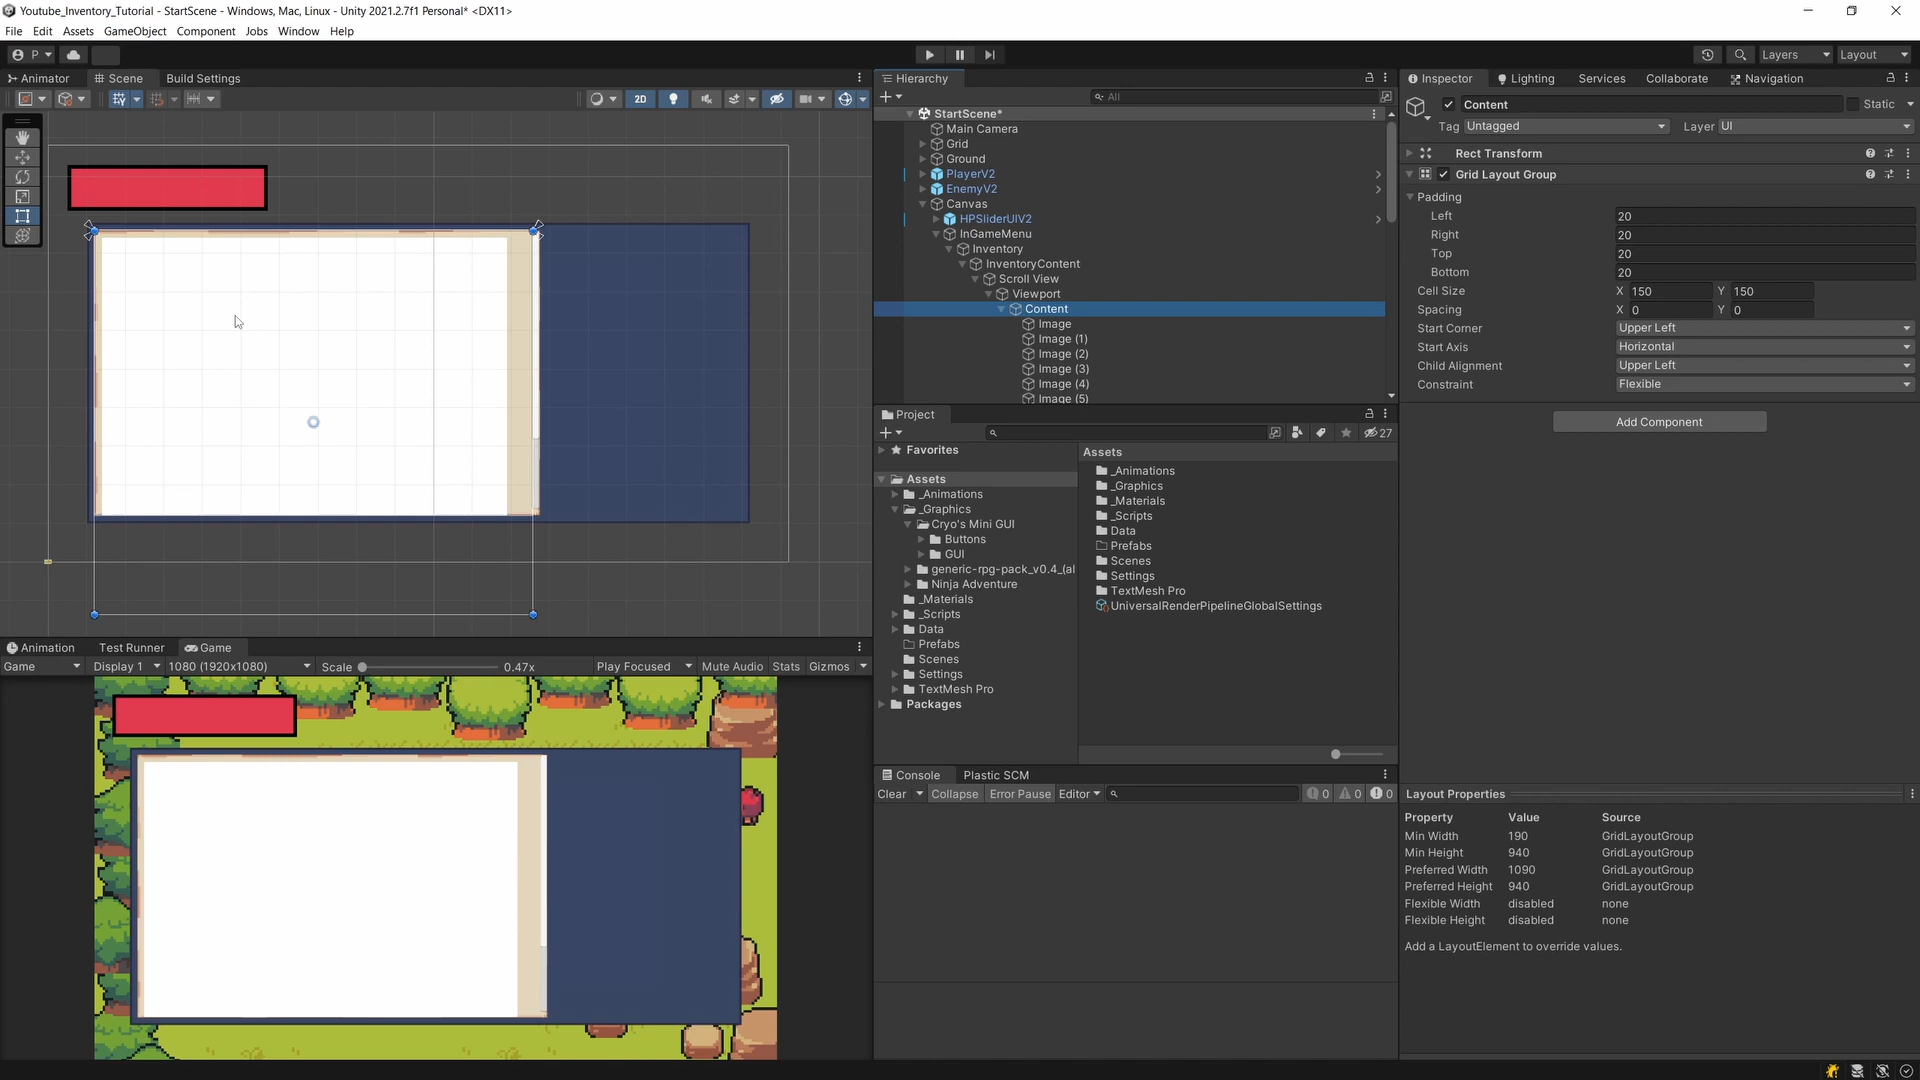 Youtube_Inventory_Tutorial - StartScene - Windows, Mac, Linux - Unity 2021.2.7f1 Personal* <DX11>
File Edit Assets GameObject Component Jobs Window Help
P
Layers
Layout
Animator
Scene
Build Settings
2D
Hierarchy
All
StartScene*
Main Camera
Grid
Ground
PlayerV2
EnemyV2
Canvas
HPSliderUIV2
InGameMenu
Inventory
InventoryContent
Scroll View
Viewport
Content
Image
Image (1)
Image (2)
Image (3)
Image (4)
Image (5)
Inspector
Lighting
Services
Collaborate
Navigation
Content
Static
Tag Untagged
Layer UI
Rect Transform
Grid Layout Group
Padding
Left 20
Right 20
Top 20
Bottom 20
Cell Size X 150 Y 150
Spacing X 0 Y 0
Start Corner Upper Left
Start Axis Horizontal
Child Alignment Upper Left
Constraint Flexible
Add Component
Project
27
Favorites
Assets
_Animations
_Graphics
Cryo's Mini GUI
Buttons
GUI
generic-rpg-pack_v0.4_(al
Ninja Adventure
_Materials
_Scripts
Data
Prefabs
Scenes
Settings
TextMesh Pro
Packages
Assets
_Animations
_Graphics
_Materials
_Scripts
Data
Prefabs
Scenes
Settings
TextMesh Pro
UniversalRenderPipelineGlobalSettings
Animation
Test Runner
Game
Game
Display 1
1080 (1920x1080)
Scale
0.47x
Play Focused
Mute Audio
Stats
Gizmos
Console
Plastic SCM
Clear
Collapse
Error Pause
Editor
0
0
0
Layout Properties
Property Value Source
Min Width 190 GridLayoutGroup
Min Height 940 GridLayoutGroup
Preferred Width 1090 GridLayoutGroup
Preferred Height 940 GridLayoutGroup
Flexible Width disabled none
Flexible Height disabled none
Add a LayoutElement to override values.